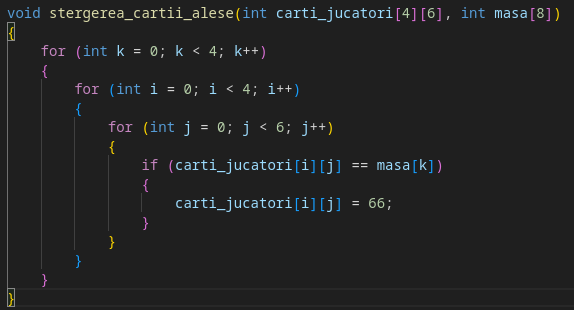 void stergerea_cartii_alese(int carti_jucatori[4][6], int masa[8])
{
    for (int k = 0; k < 4; k++)
    {
        for (int i = 0; i < 4; i++)
        {
            for (int j = 0; j < 6; j++)
            {
                if (carti_jucatori[i][j] == masa[k])
                {
                    carti_jucatori[i][j] = 66;
                }
            }
        }
    }
}